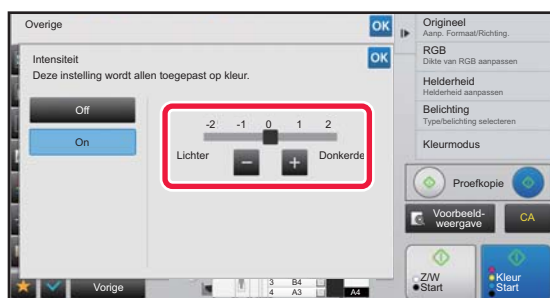 Overige
OK
Intensiteit
OK
Deze instelling wordt allen toegepast op kleur.
Off
On
-2 -1 0 1 2
Lichter
Donkerde
Vorige
3 B4
4 A3
A4
Origineel
Aanp. Formaat/Richting.
RGB
Dikte van RGB aanpassen
Helderheid
Helderheid aanpassen
Belichting
Type/belichting selecteren
Kleurmodus
Proefkopie
Voorbeeld-
weergave
CA
Z/W
Start
Kleur
Start